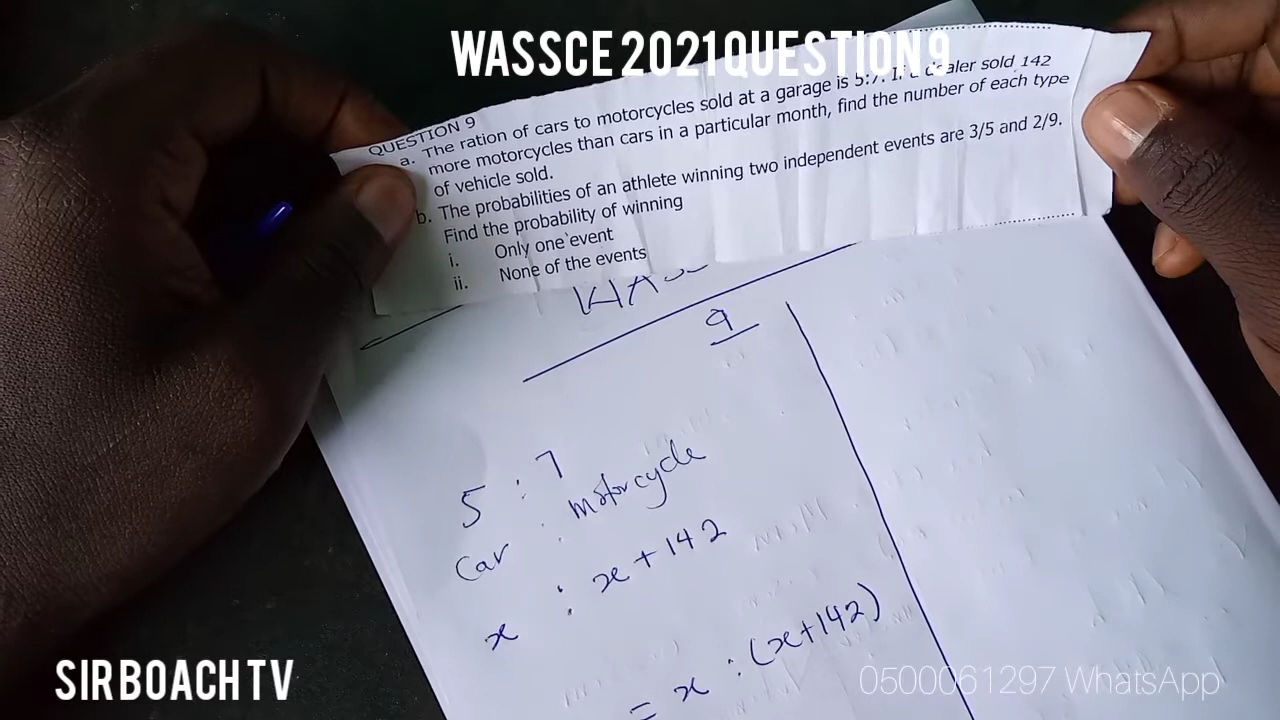 WASSCE 2021 QUESTION 9
QUESTION 9
a. The ration of cars to motorcycles sold at a garage is 5:7. If a dealer sold 142
more motorcycles than cars in a particular month, find the number of each type
of vehicle sold.
b. The probabilities of an athlete winning two independent events are 3/5 and 2/9.
Find the probability of winning
i. Only one event
ii. None of the events
9
5 : 7
Car : motorcycle
x : x + 142
= x : (x+142)
SIR BOACH TV
0500061297 WhatsApp